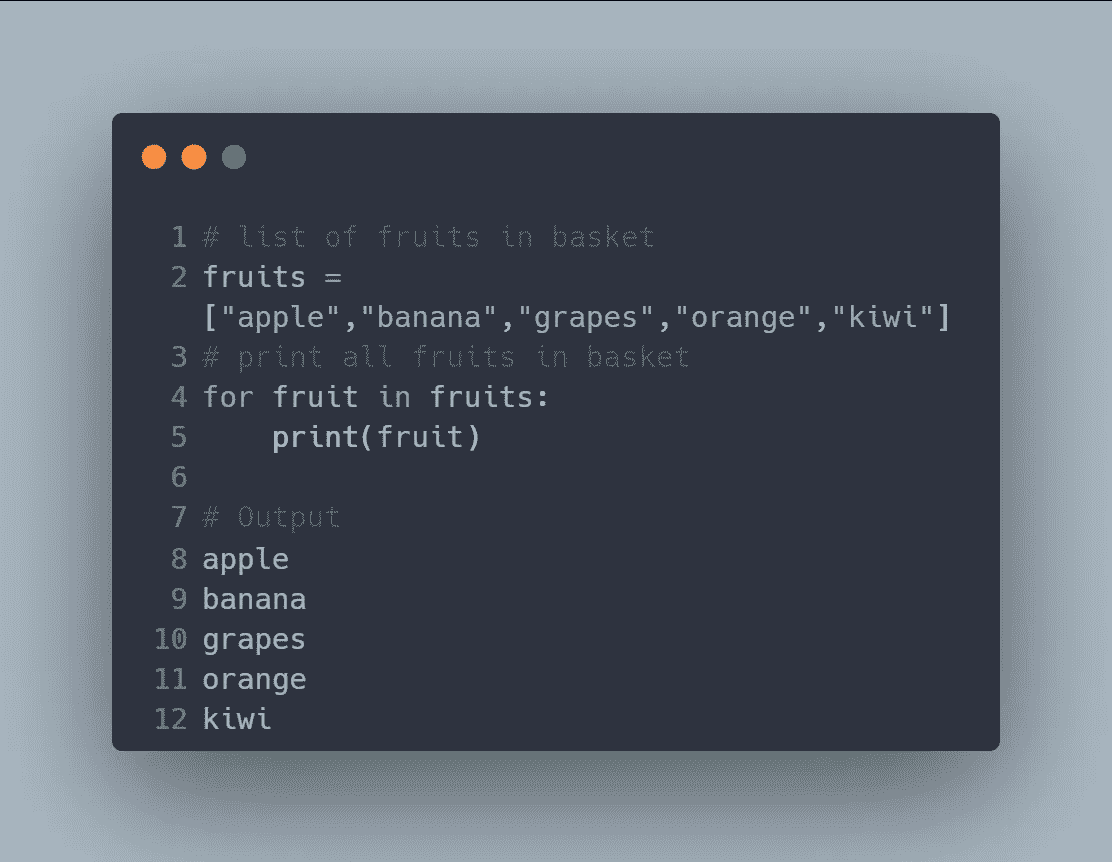 1 # list of fruits in basket
2 fruits =
["apple","banana","grapes","orange","kiwi"]
3 # print all fruits in basket
4 for fruit in fruits:
5     print(fruit)
6
7 # Output
8 apple
9 banana
10 grapes
11 orange
12 kiwi